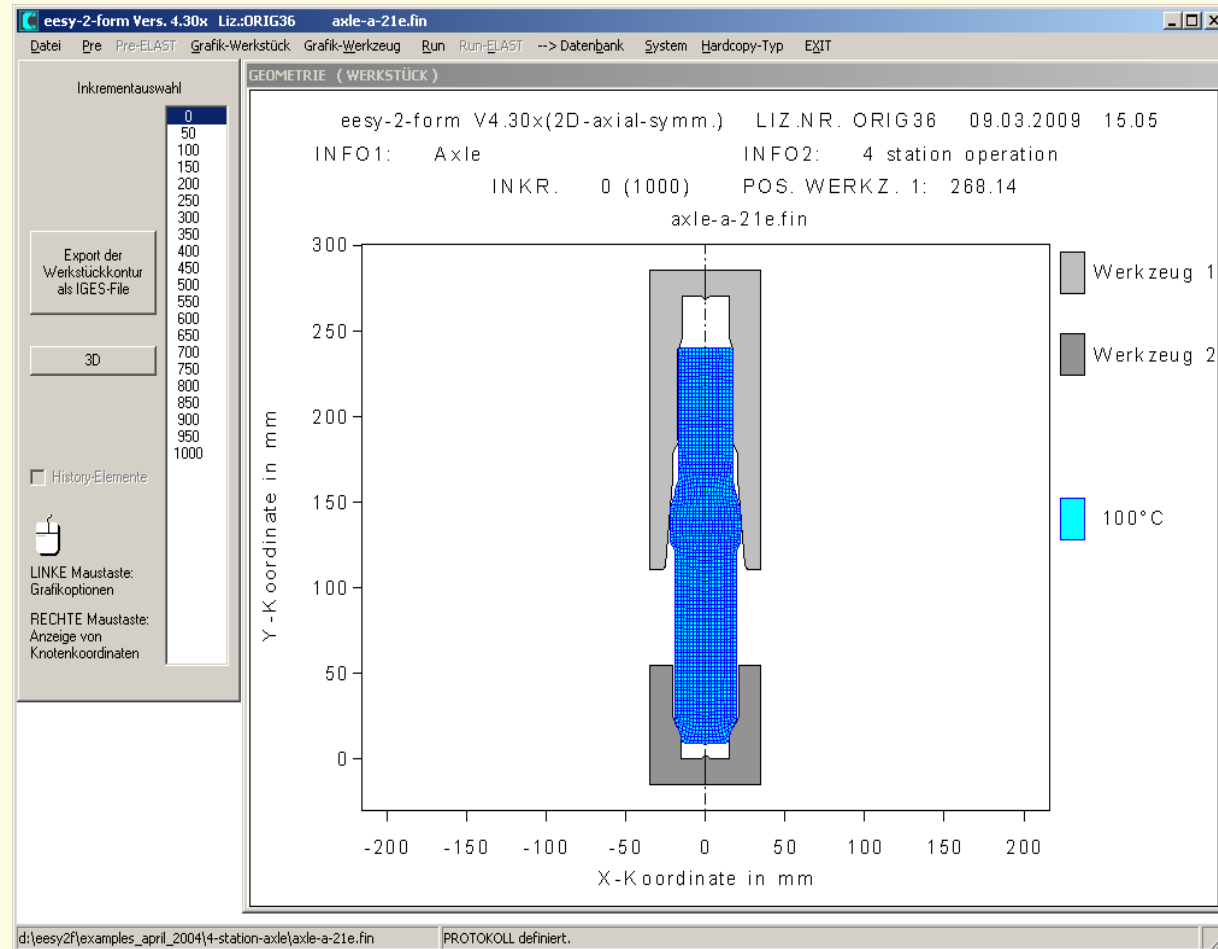 eesy-2-form Vers. 4.30x Liz.:ORIG36 axle-a-21e.fin
Datei Pre Pre-ELAST Grafik-Werkstück Grafik-Werkzeug Run Run-ELAST --> Datenbank System Hardcopy-Typ EXIT
Inkrementauswahl
0
50
100
150
200
250
300
350
400
450
500
550
600
650
700
750
800
850
900
950
1000
Export der
Werkstückkontur
als IGES-File
3D
History-Elemente
LINKE Maustaste:
Grafikoptionen
RECHTE Maustaste:
Anzeige von
Knotenkoordinaten
GEOMETRIE ( WERKSTÜCK )
eesy-2-form V4.30x(2D-axial-symm.) LIZ.NR. ORIG36 09.03.2009 15.05
INFO1: Axle INFO2: 4 station operation
INKR. 0 (1000) POS. WERKZ. 1: 268.14
axle-a-21e.fin
300
250
200
150
100
50
0
Y-Koordinate in mm
-200 -150 -100 -50 0 50 100 150 200
X-Koordinate in mm
Werkzeug 1
Werkzeug 2
100°C
d:\eesy2f\examples_april_2004\4-station-axle\axle-a-21e.fin PROTOKOLL definiert.